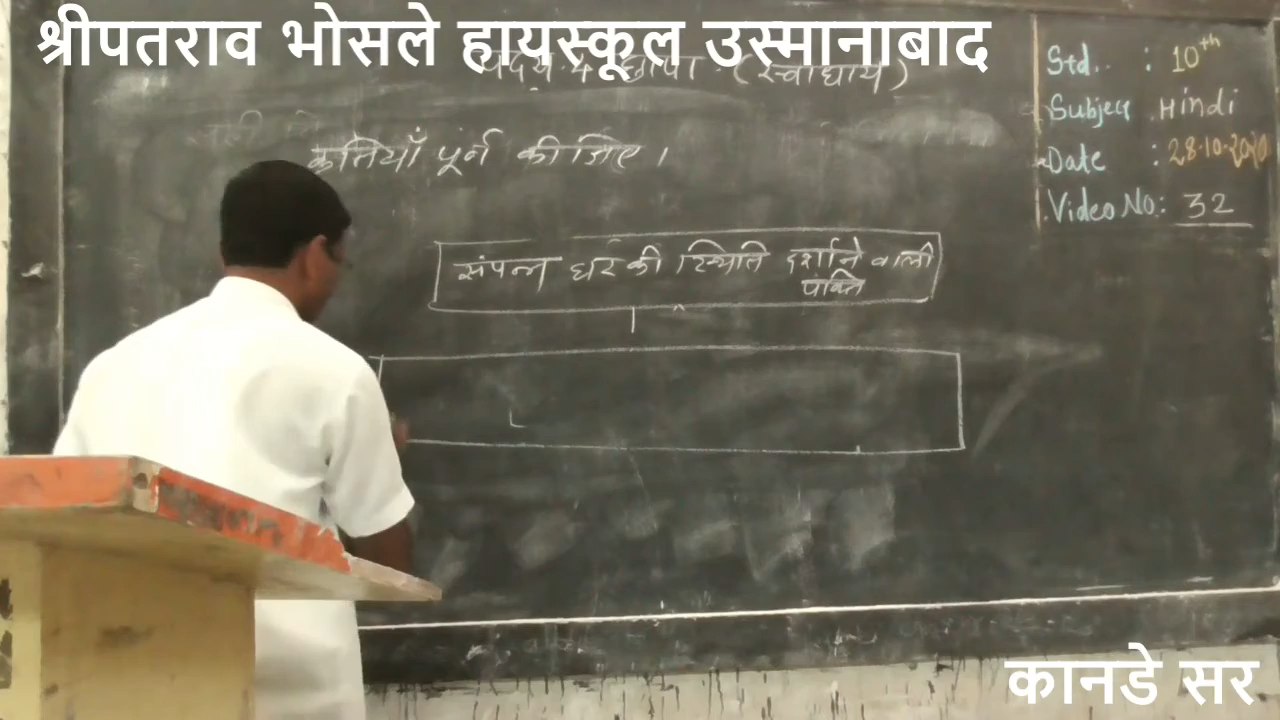 श्रीपतराव भोसले हायस्कूल उस्मानाबाद
छापा - (स्वाध्याय)
कृतियाँ पूर्ण कीजिए ।
संपन्न घर की स्थिति दर्शाने वाली
पंक्ति
Std. : 10th
Subject Hindi
Date : 28.10.2020
Video No: 32
कानडे सर